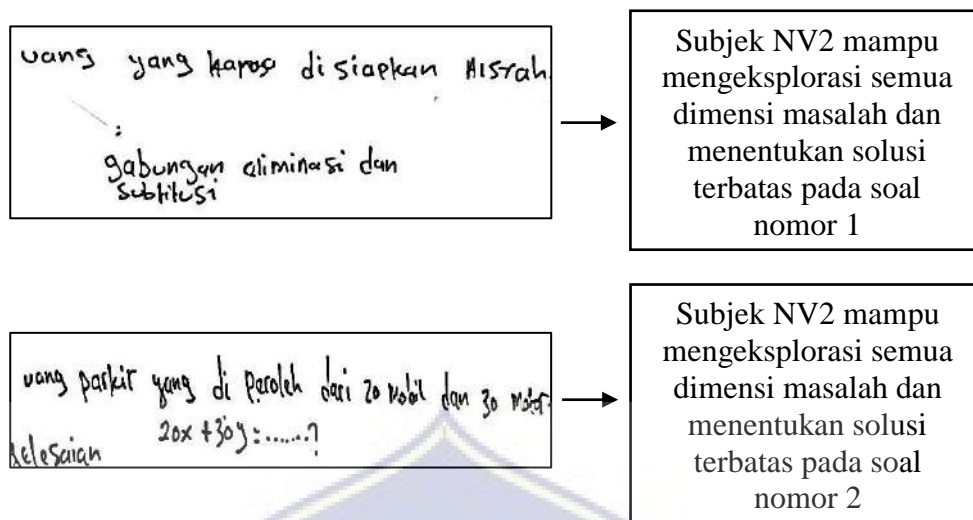 uang yang harus di siapkan Misrah
:
gabungan aliminasi dan
subtitusi
Subjek NV2 mampu
mengeksplorasi semua
dimensi masalah dan
menentukan solusi
terbatas pada soal
nomor 1
uang parkir yang di peroleh dari 20 Mobil dan 30 Motor
20x + 30y = .......?
selesaian
Subjek NV2 mampu
mengeksplorasi semua
dimensi masalah dan
menentukan solusi
terbatas pada soal
nomor 2